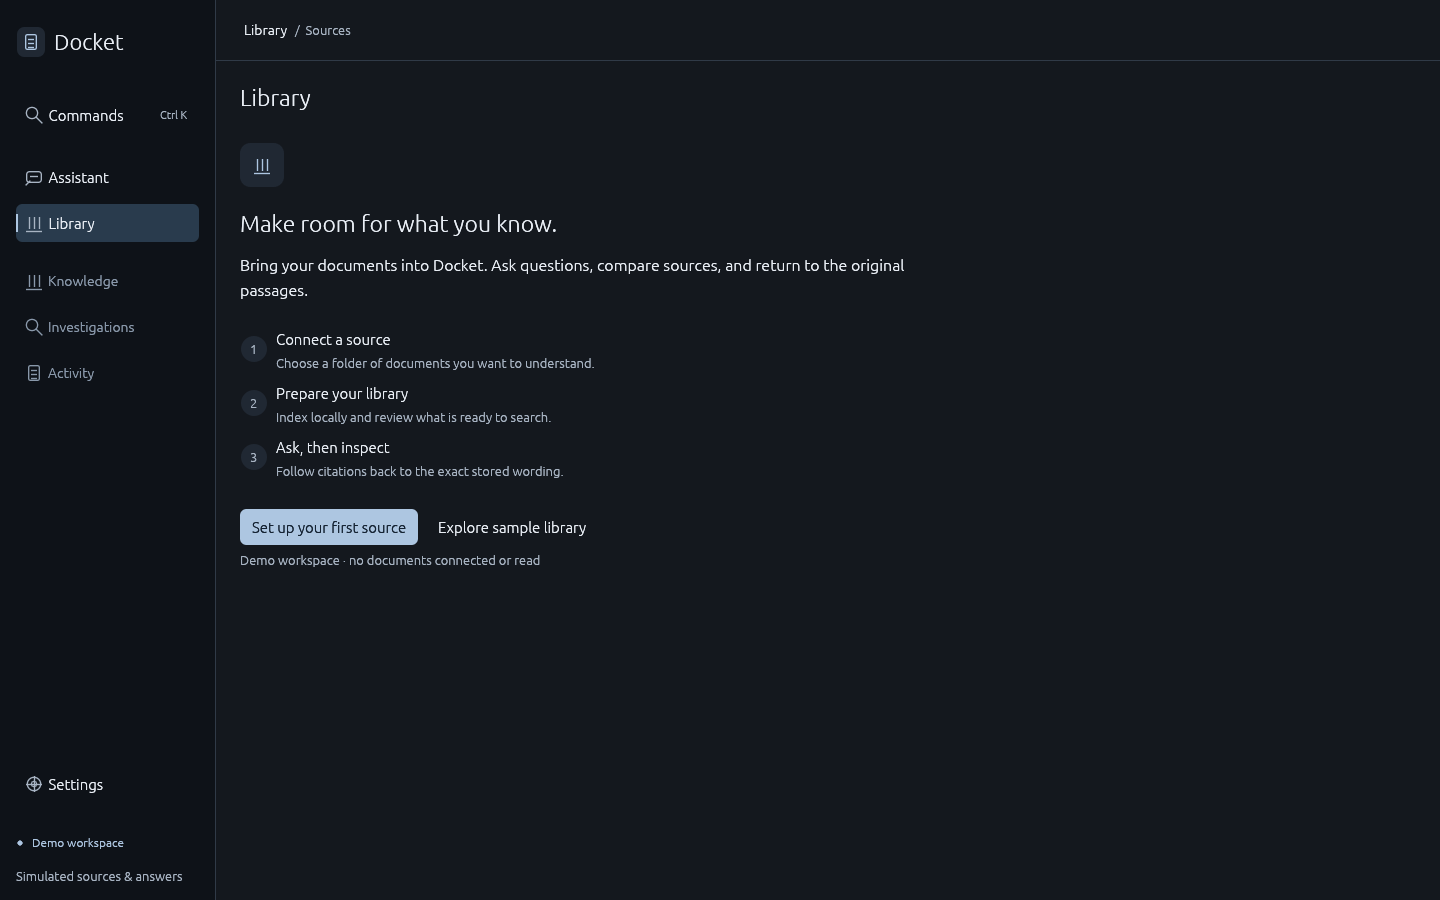 Docket
Commands Ctrl K
Assistant
Library
Knowledge
Investigations
Activity
Settings
Demo workspace
Simulated sources & answers
Library / Sources
Library
Make room for what you know.
Bring your documents into Docket. Ask questions, compare sources, and return to the original
passages.
1 Connect a source
Choose a folder of documents you want to understand.
2 Prepare your library
Index locally and review what is ready to search.
3 Ask, then inspect
Follow citations back to the exact stored wording.
Set up your first source Explore sample library
Demo workspace · no documents connected or read